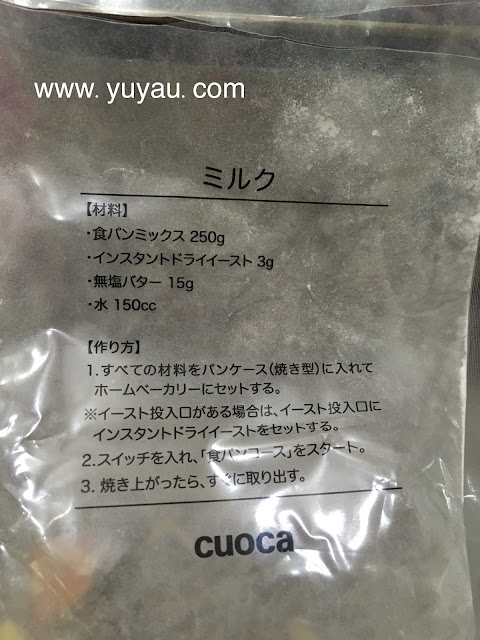 www. yuyau. com
ミルク
【材料】
・食パンミックス 250g
・インスタントドライイースト 3g
・無塩バター 15g
・水 150cc
【作り方】
1.すべての材料をパンケース(焼き型)に入れて
ホームベーカリーにセットする。
※イースト投入口がある場合は、イースト投入口に
インスタントドライイーストをセットする。
2.スイッチを入れ、「食パンコース」をスタート。
3. 焼き上がったら、すぐに取り出す。
cuoca